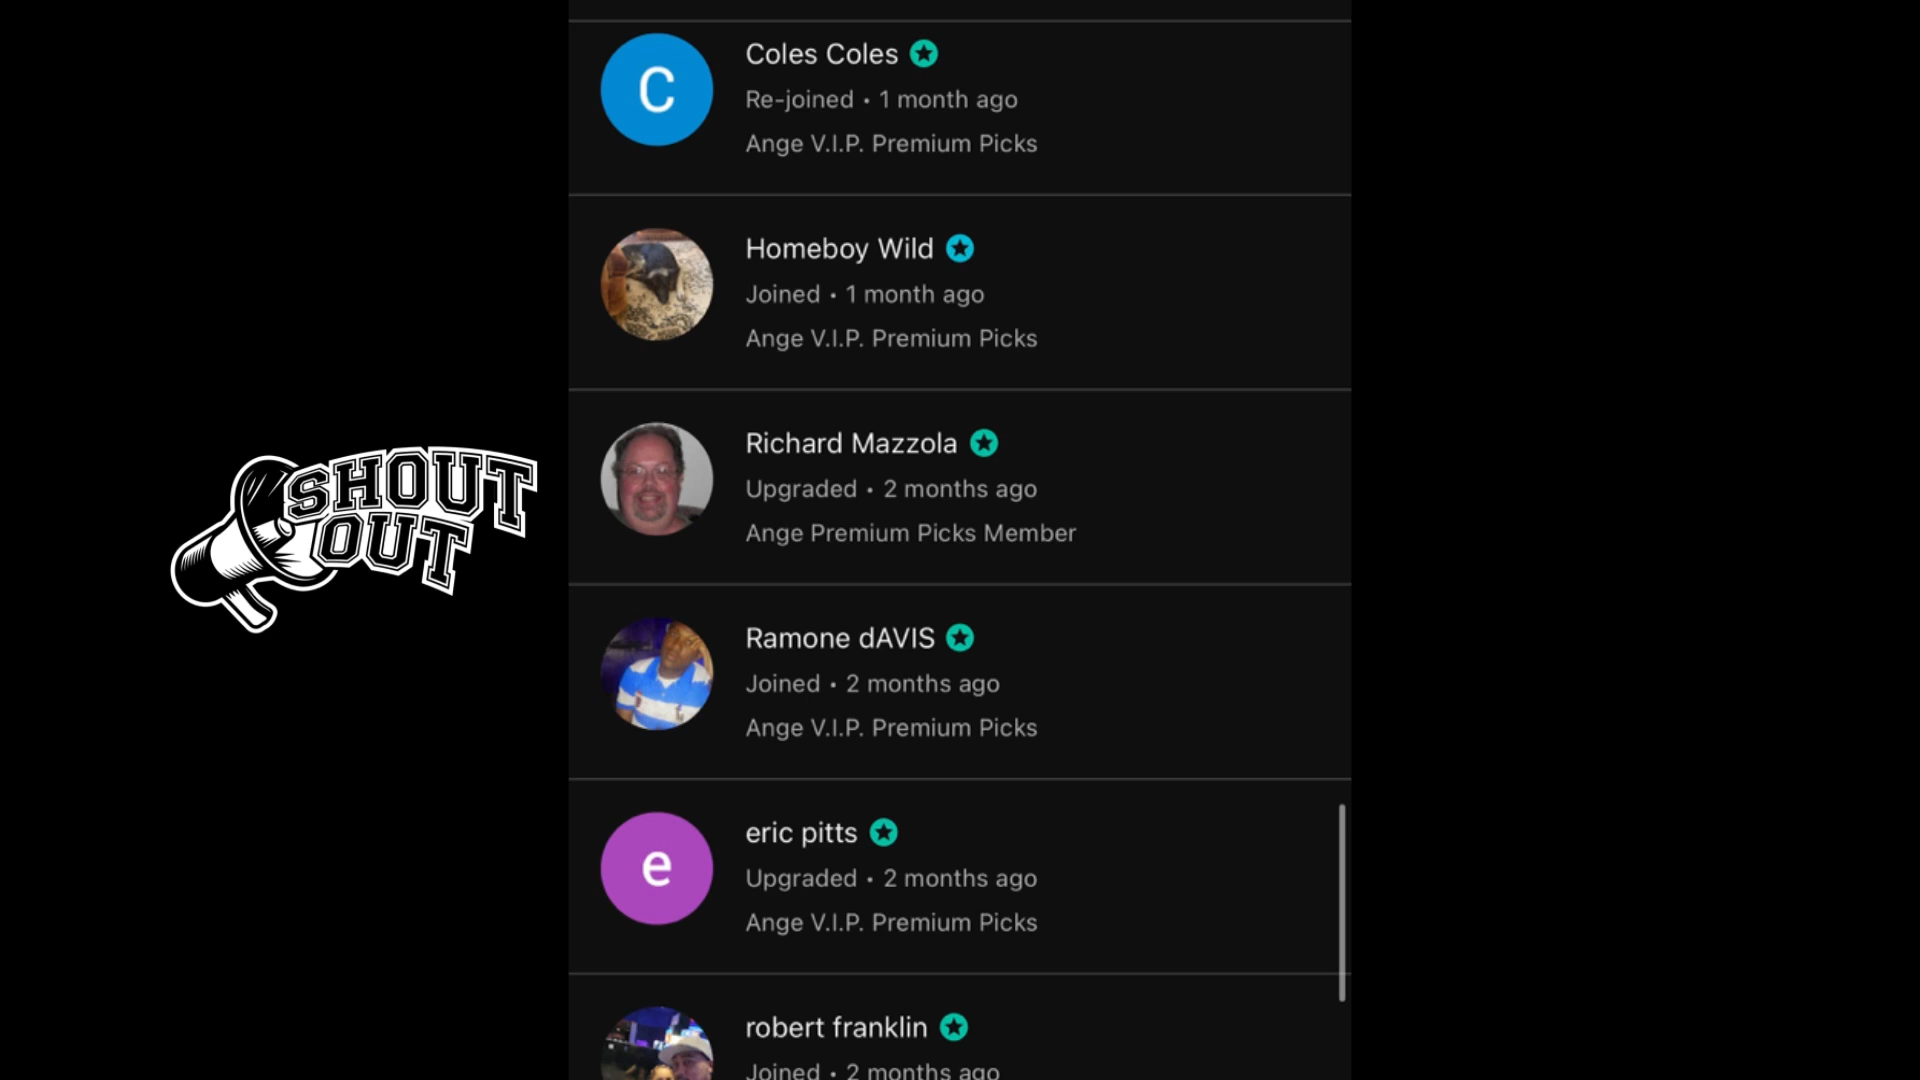 SHOUT
OUT
C
Coles Coles
Re-joined • 1 month ago
Ange V.I.P. Premium Picks
Homeboy Wild
Joined • 1 month ago
Ange V.I.P. Premium Picks
Richard Mazzola
Upgraded • 2 months ago
Ange Premium Picks Member
Ramone dAVIS
Joined • 2 months ago
Ange V.I.P. Premium Picks
e
eric pitts
Upgraded • 2 months ago
Ange V.I.P. Premium Picks
robert franklin
Joined • 2 months ago